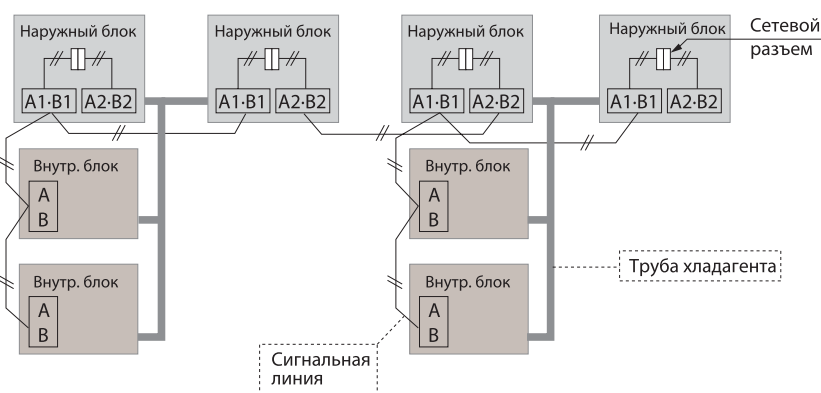 Наружный блок
Наружный блок
Наружный блок
Наружный блок
Сетевой
разъем
A1·B1
A2·B2
A1·B1
A2·B2
A1·B1
A2·B2
A1·B1
A2·B2
Внутр. блок
A
B
Внутр. блок
A
B
Внутр. блок
A
B
Внутр. блок
A
B
Труба хладагента
Сигнальная
линия